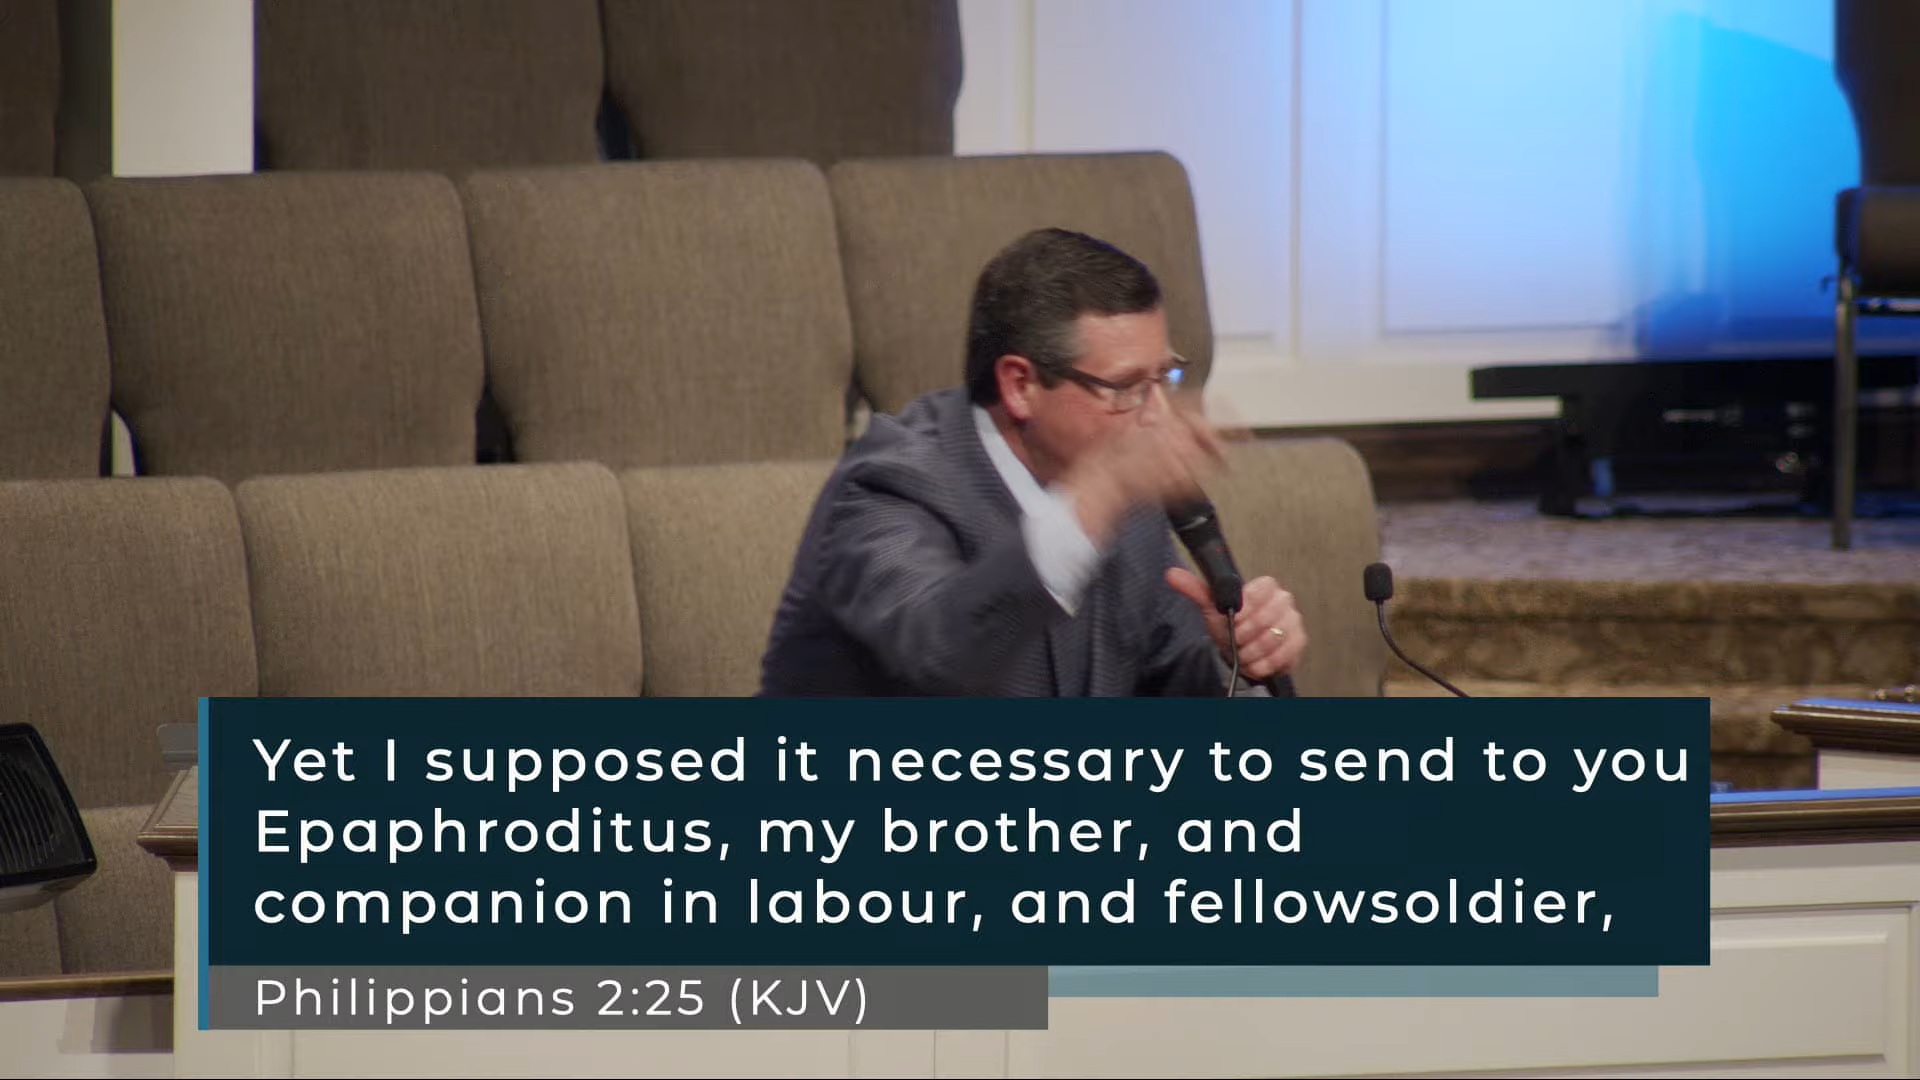 Yet I supposed it necessary to send to you
Epaphroditus, my brother, and
companion in labour, and fellowsoldier,
Philippians 2:25 (KJV)